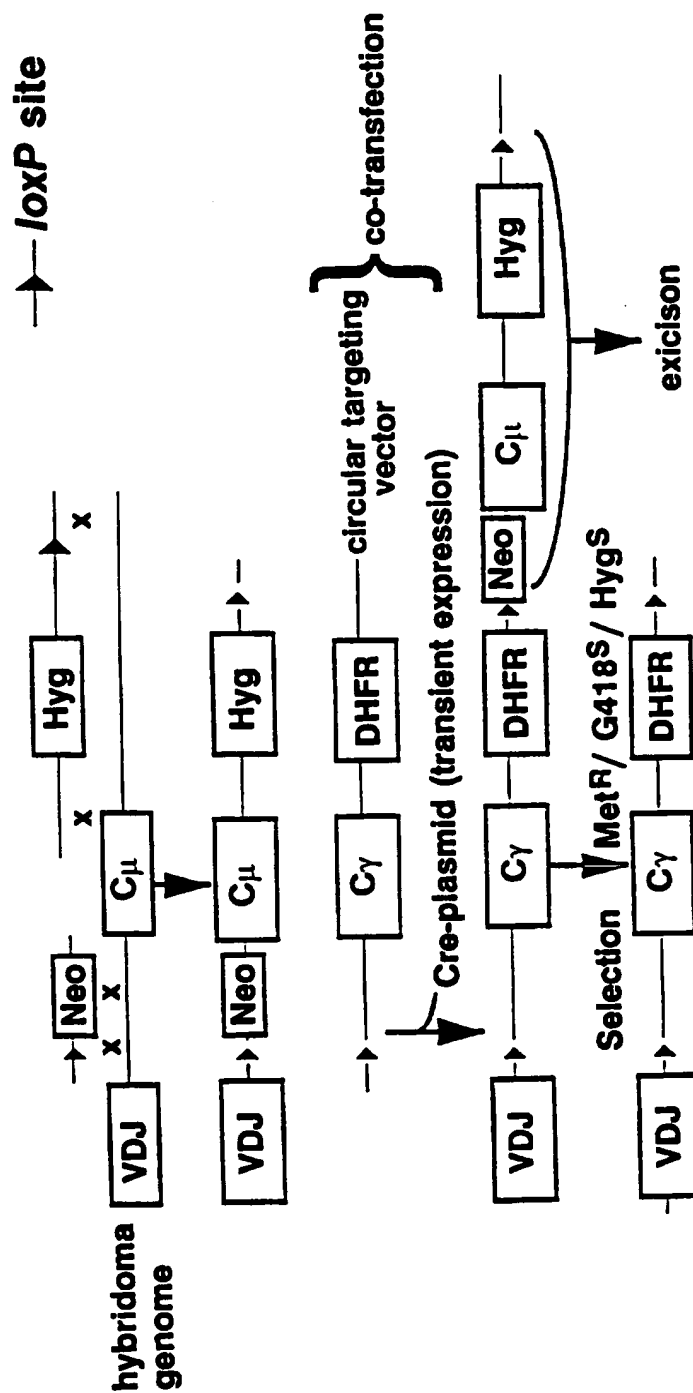 loxP site
Hyg
x
x
Neo
x x
hybridoma
genome
VDJ
Cμ
VDJ
Neo
Cμ
Hyg
Cγ
DHFR
circular targeting
vector
co-transfection
Cre-plasmid (transient expression)
VDJ
Cγ
DHFR
Neo
Cμ
Hyg
exicison
Selection
MetR/ G418S/ HygS
VDJ
Cγ
DHFR